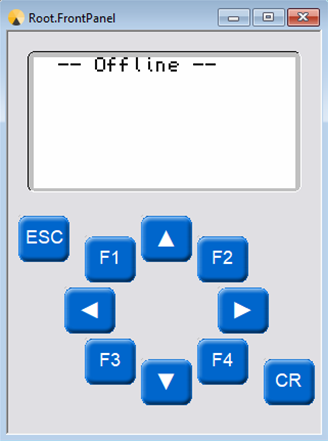 Root.FrontPanel
-- Offline --
ESC
F1
F2
F3
F4
CR